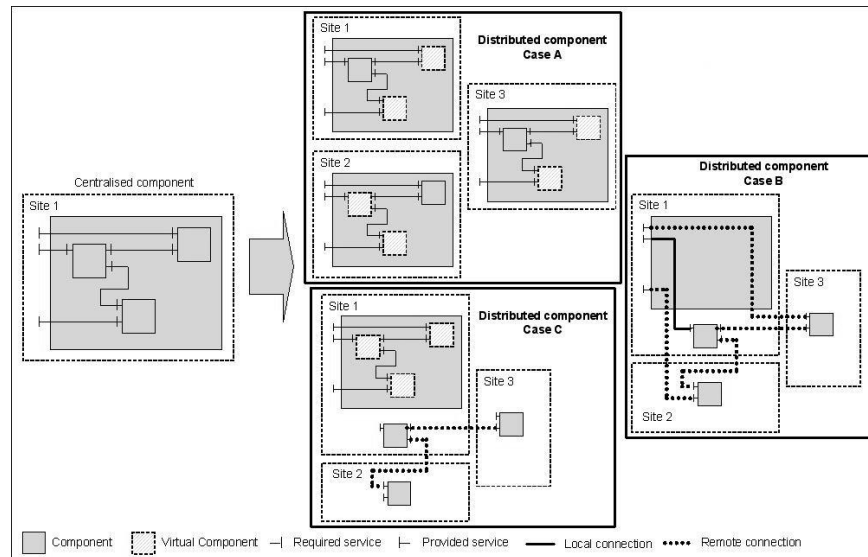 Centralised component
Site 1
Distributed component
Case A
Site 1
Site 3
Site 2
Distributed component
Case B
Site 1
Site 3
Site 2
Distributed component
Case C
Site 1
Site 3
Site 2
Component
Virtual Component
Required service
Provided service
Local connection
Remote connection